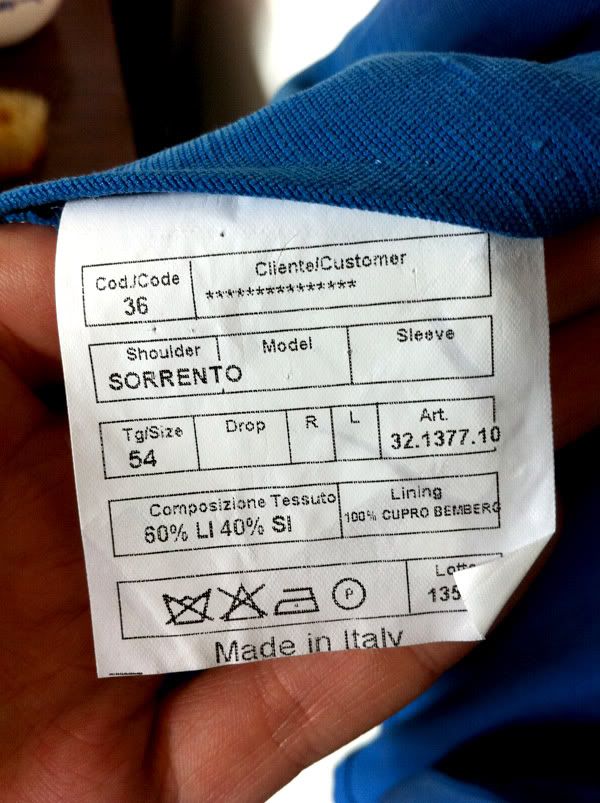 Cod./Code
36
Cliente/Customer
***************
Shoulder Model Sleeve
SORRENTO
Tg/Size Drop R L Art.
54 32.1377.10
Composizione Tessuto Lining
60% LI 40% SI 100% CUPRO BEMBERG
P
135
Made in Italy